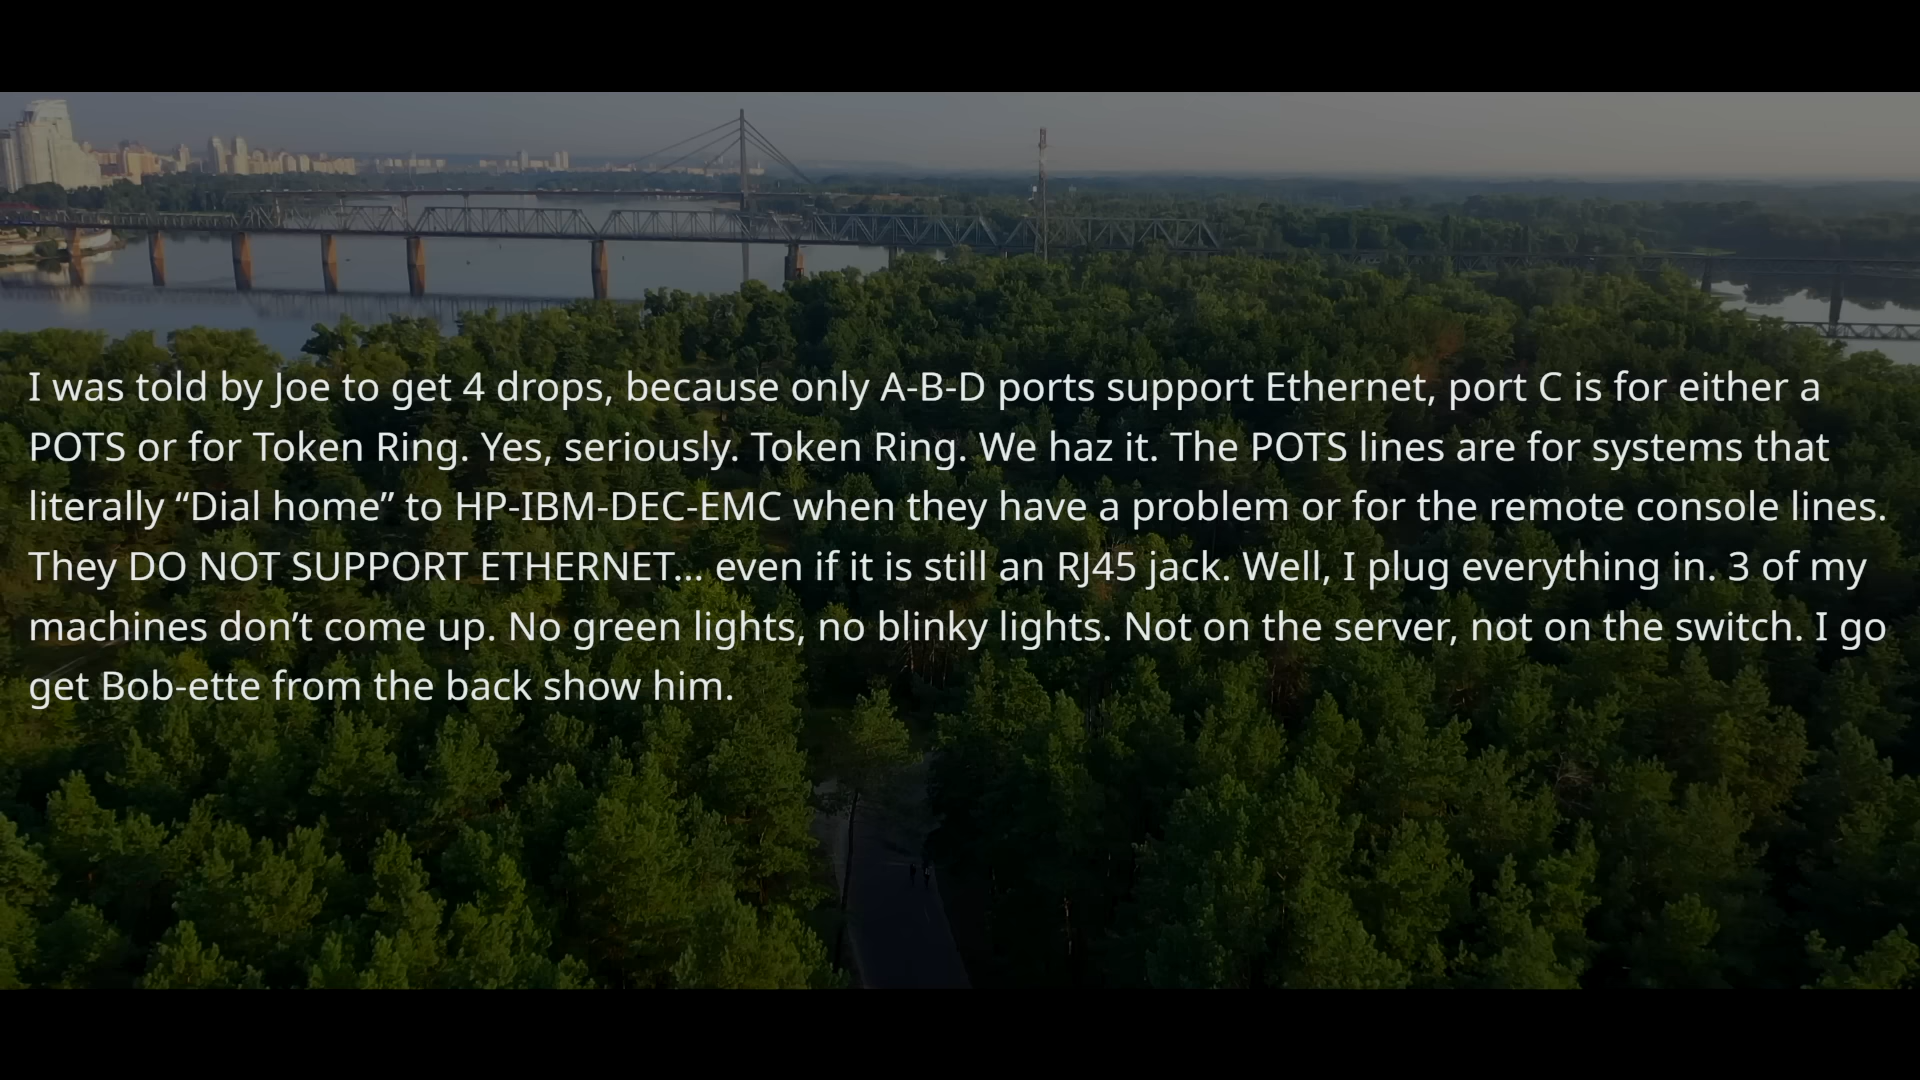 I was told by Joe to get 4 drops, because only A-B-D ports support Ethernet, port C is for either a
POTS or for Token Ring. Yes, seriously. Token Ring. We haz it. The POTS lines are for systems that
literally “Dial home” to HP-IBM-DEC-EMC when they have a problem or for the remote console lines.
They DO NOT SUPPORT ETHERNET… even if it is still an RJ45 jack. Well, I plug everything in. 3 of my
machines don’t come up. No green lights, no blinky lights. Not on the server, not on the switch. I go
get Bob-ette from the back show him.